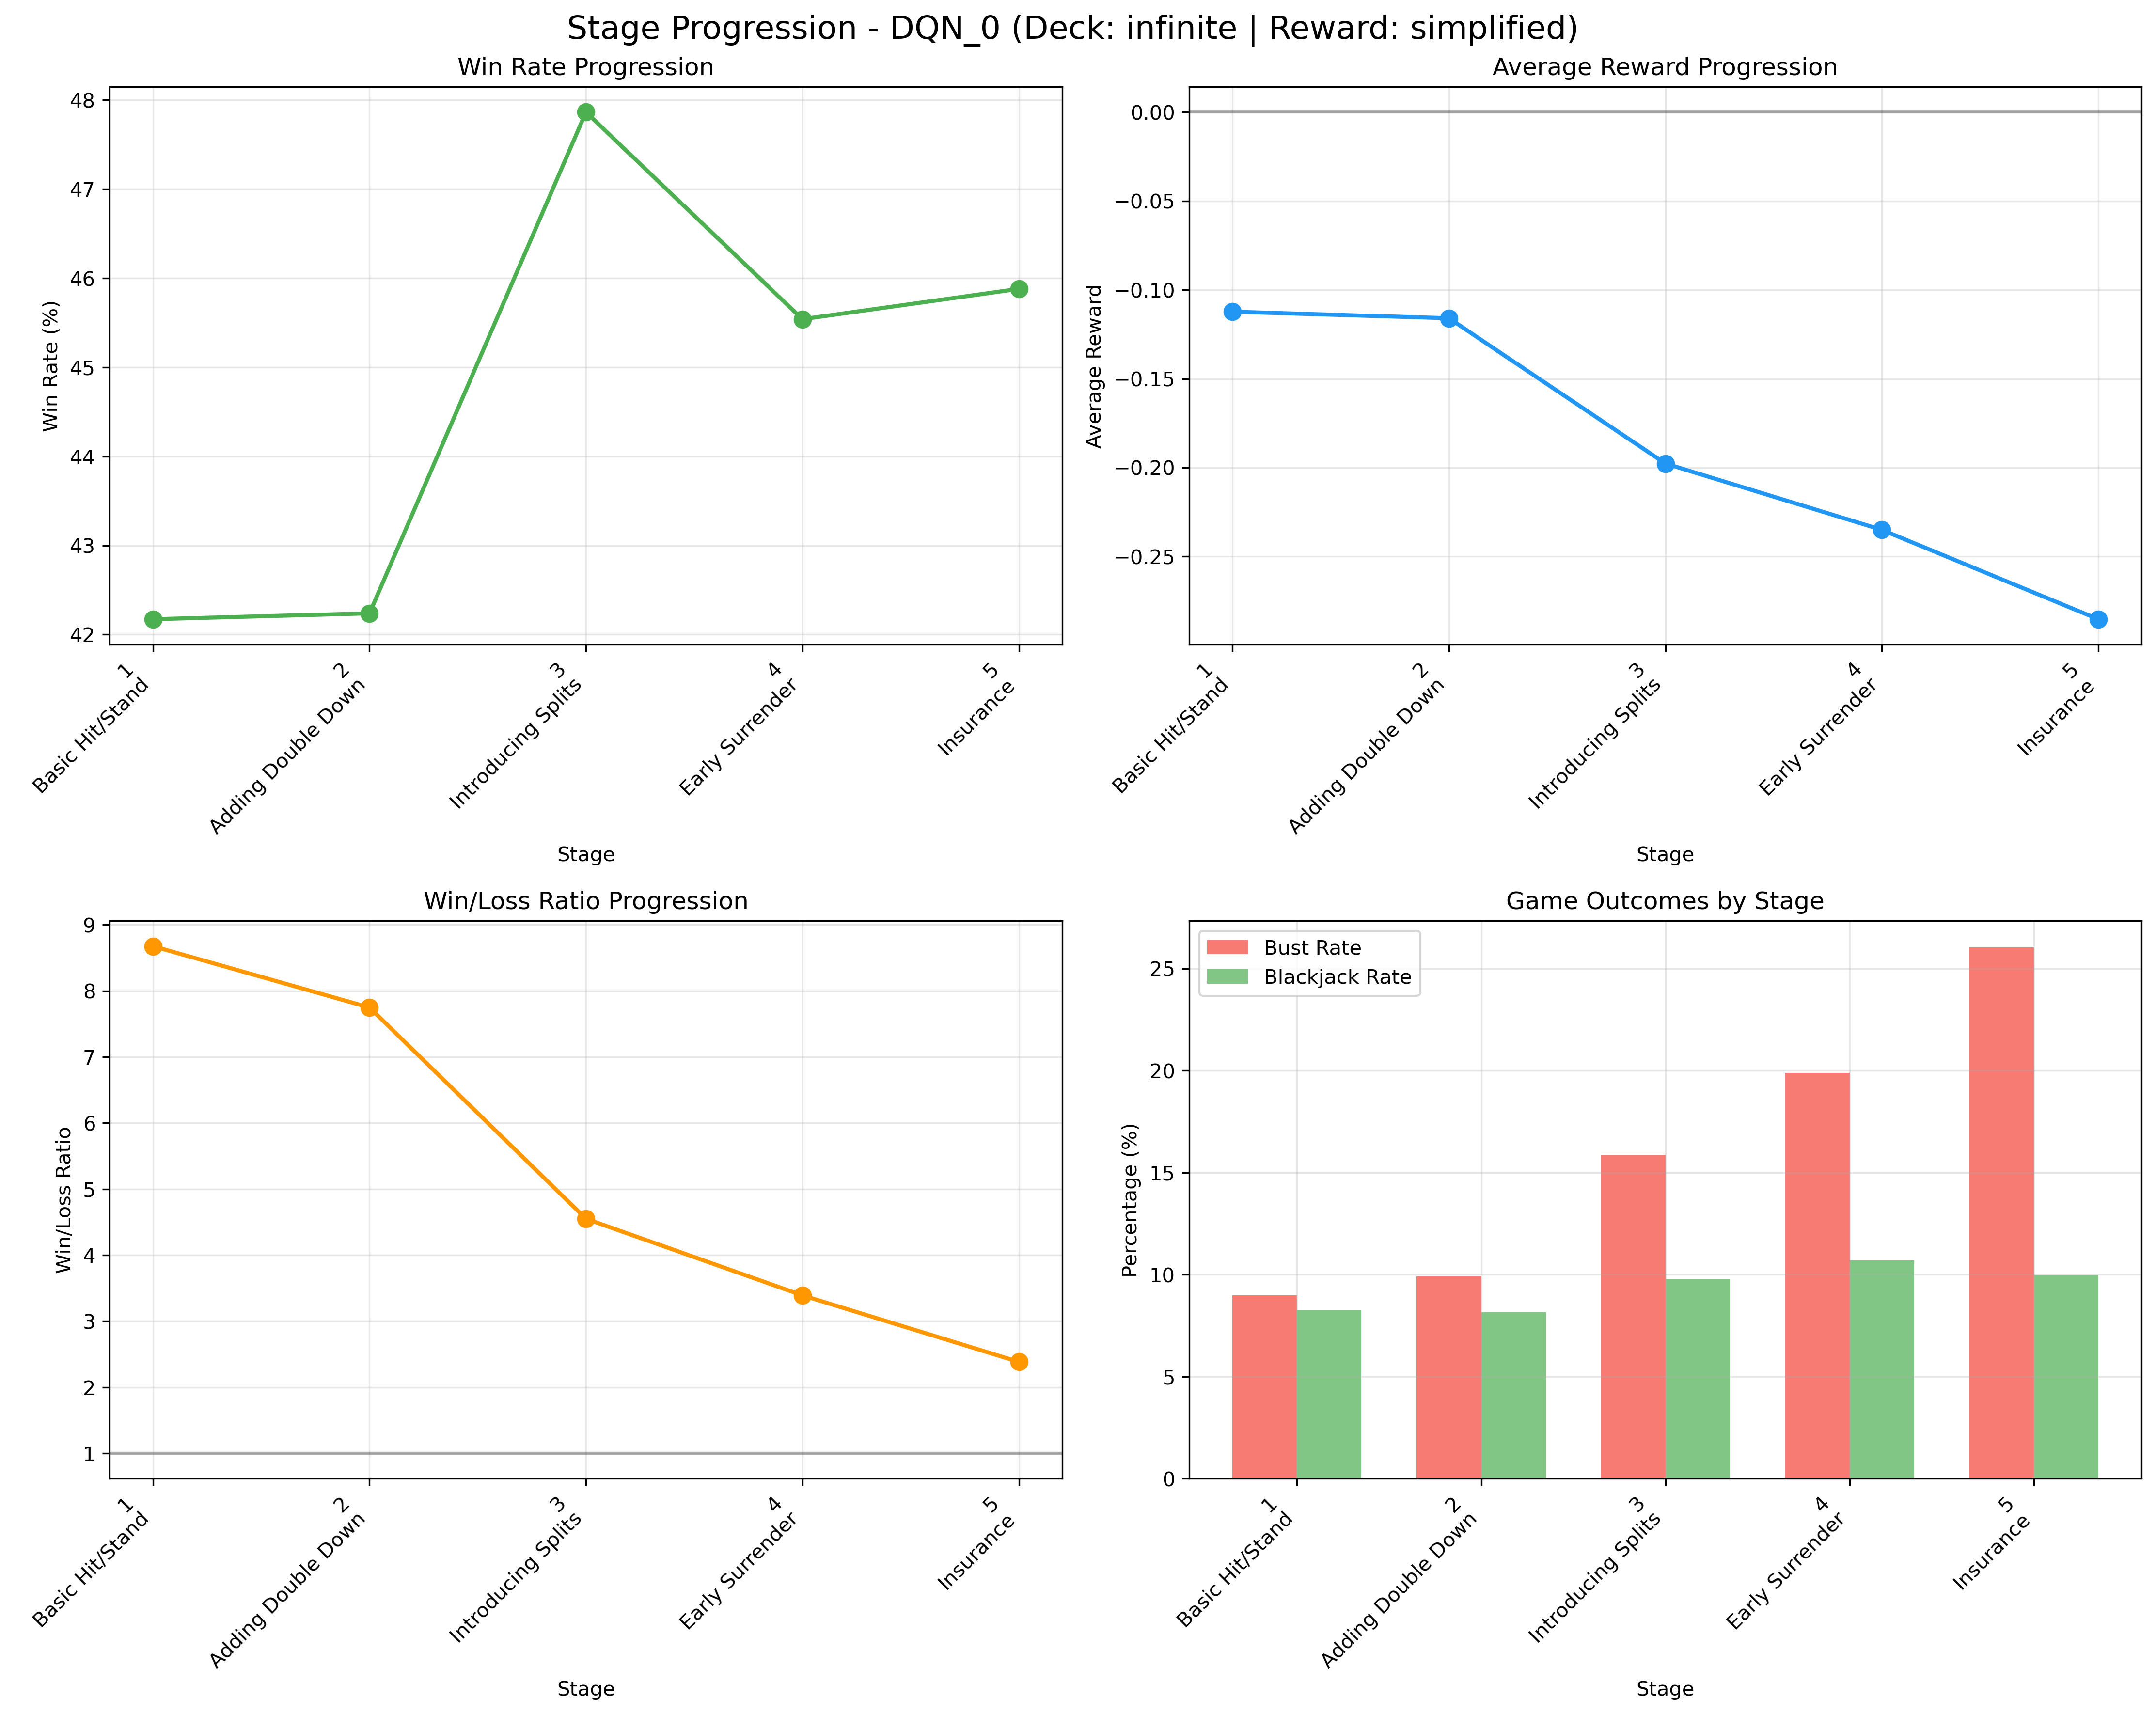 Stage Progression - DQN_0 (Deck: infinite | Reward: simplified)
Win Rate Progression
48
47
46
45
44
43
42
Win Rate (%)
1
Basic Hit/Stand
2
Adding Double Down
3
Introducing Splits
4
Early Surrender
5
Insurance
Stage
Average Reward Progression
0.00
−0.05
−0.10
−0.15
−0.20
−0.25
Average Reward
1
Basic Hit/Stand
2
Adding Double Down
3
Introducing Splits
4
Early Surrender
5
Insurance
Stage
Win/Loss Ratio Progression
9
8
7
6
5
4
3
2
1
Win/Loss Ratio
1
Basic Hit/Stand
2
Adding Double Down
3
Introducing Splits
4
Early Surrender
5
Insurance
Stage
Game Outcomes by Stage
Bust Rate
Blackjack Rate
25
20
15
10
5
0
Percentage (%)
1
Basic Hit/Stand
2
Adding Double Down
3
Introducing Splits
4
Early Surrender
5
Insurance
Stage